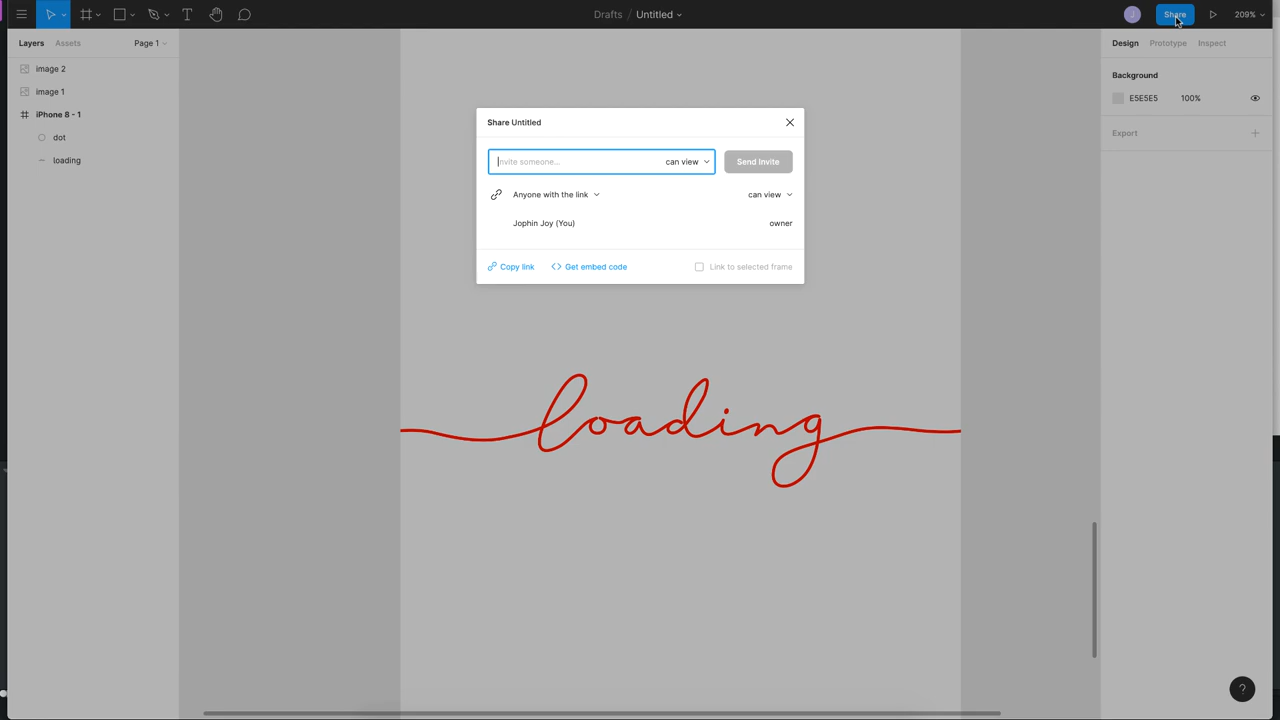 Drafts / Untitled
J
Share
209%
Layers
Assets
Page 1
Design
Prototype
Inspect
image 2
image 1
iPhone 8 - 1
dot
loading
Background
E5E5E5
100%
Export
Share Untitled
Invite someone...
can view
Send Invite
Anyone with the link
can view
Jophin Joy (You)
owner
Copy link
Get embed code
Link to selected frame
loading
?